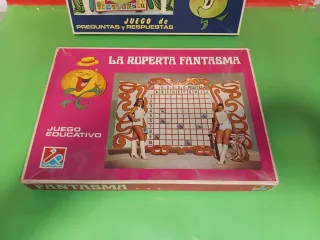 JUEGO de
PREGUNTAS y RESPUESTAS
LA RUPERTA FANTASMA
JUEGO
EDUCATIVO
FANTASMA . . .